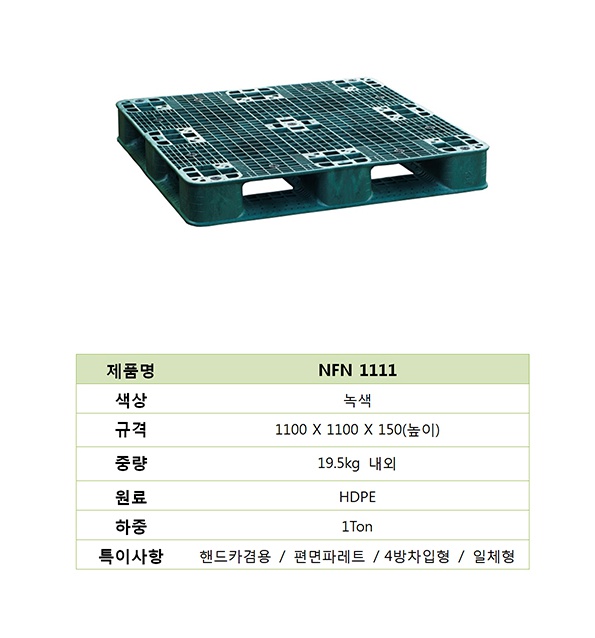 제품명 NFN 1111
색상 녹색
규격 1100 X 1100 X 150(높이)
중량 19.5kg 내외
원료 HDPE
하중 1Ton
특이사항 핸드카겸용 / 편면파레트 / 4방차입형 / 일체형